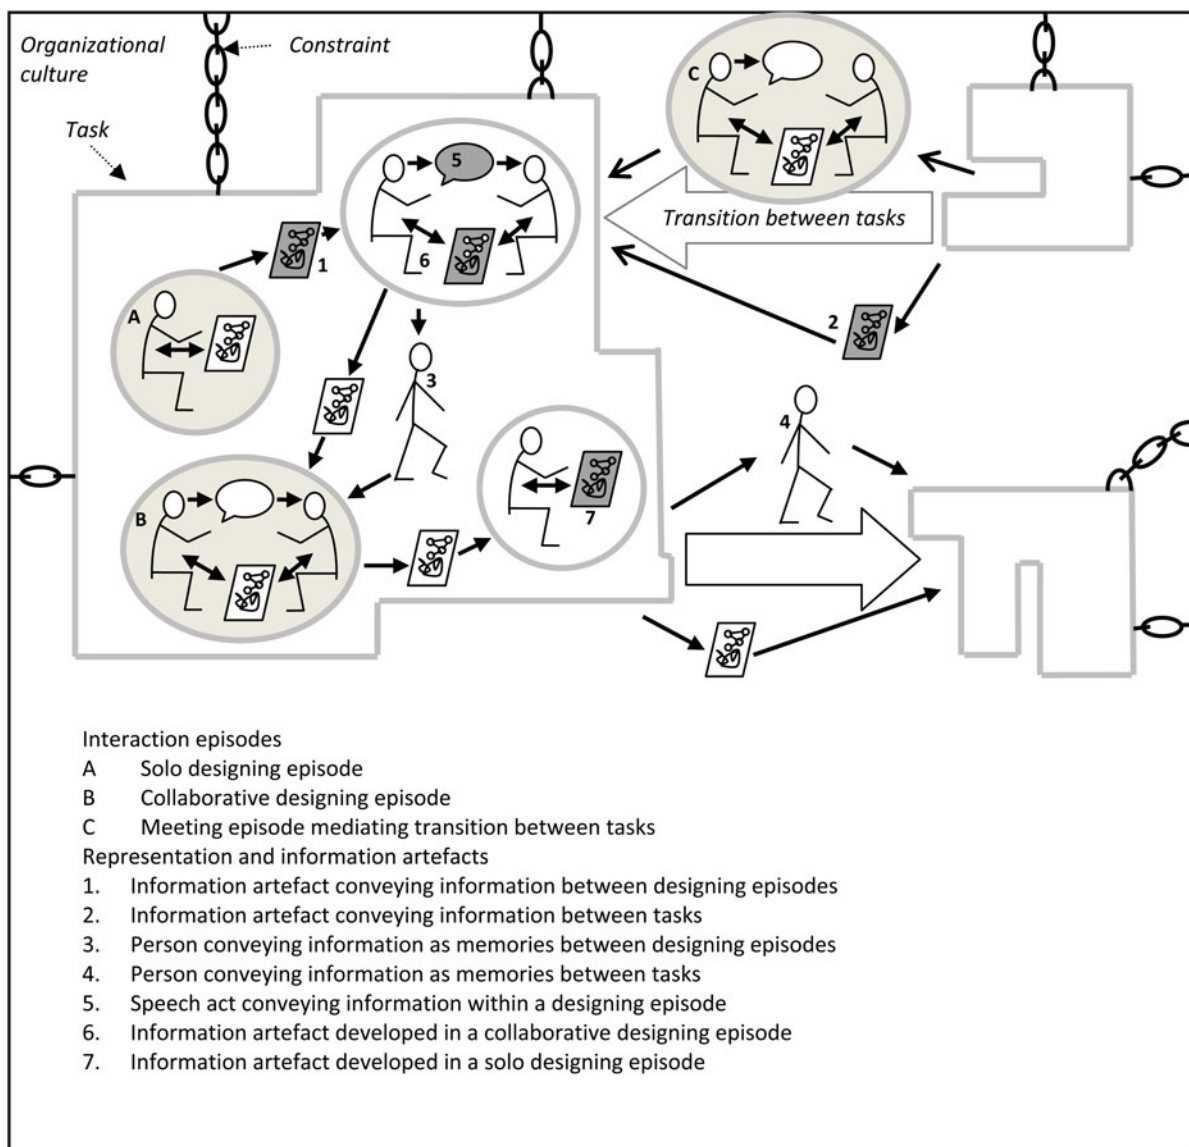 Organizational
culture
Constraint
Task
C
5
Transition between tasks
1
6
A
2
3
4
B
7
Interaction episodes
A Solo designing episode
B Collaborative designing episode
C Meeting episode mediating transition between tasks
Representation and information artefacts
1. Information artefact conveying information between designing episodes
2. Information artefact conveying information between tasks
3. Person conveying information as memories between designing episodes
4. Person conveying information as memories between tasks
5. Speech act conveying information within a designing episode
6. Information artefact developed in a collaborative designing episode
7. Information artefact developed in a solo designing episode